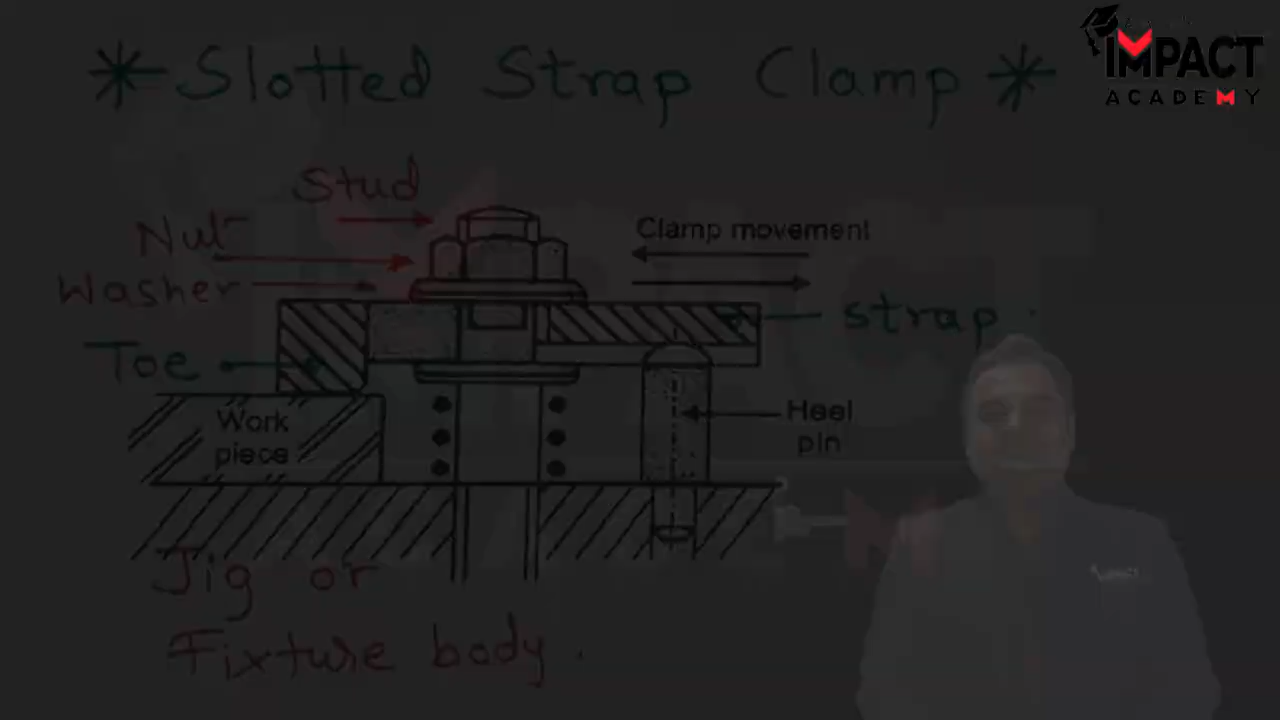 * Slotted Strap Clamp *
IMPACT
ACADEMY
Stud
Nut
Washer
Clamp movement
strap
Toe
Work
piece
Heel
pin
Jig or
Fixture body.